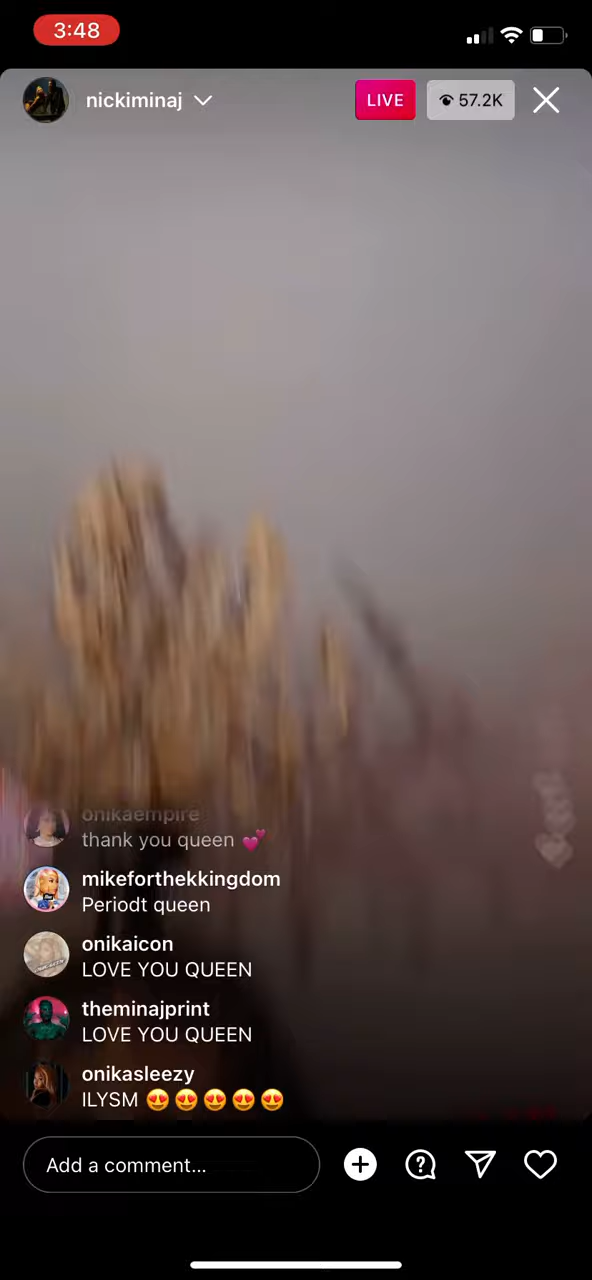 3:48
nickiminaj
LIVE
57.2K
onikaempire
thank you queen 💕
mikeforthekkingdom
Periodt queen
onikaicon
LOVE YOU QUEEN
theminajprint
LOVE YOU QUEEN
onikasleezy
ILYSM 😍😍😍😍😍
Add a comment...